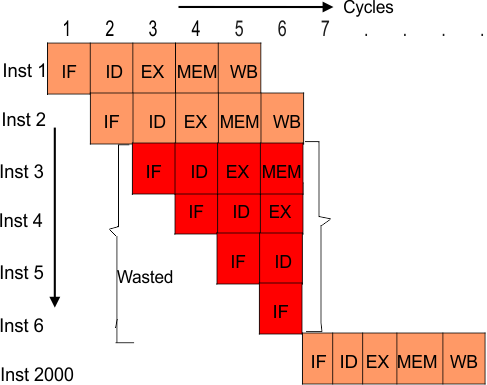 Cycles
1 2 3 4 5 6 7 . . . .
Inst 1 IF ID EX MEM WB
Inst 2 IF ID EX MEM WB
Inst 3 IF ID EX MEM
Inst 4 IF ID EX
Inst 5 IF ID
Wasted
Inst 6 IF
Inst 2000 IF ID EX MEM WB